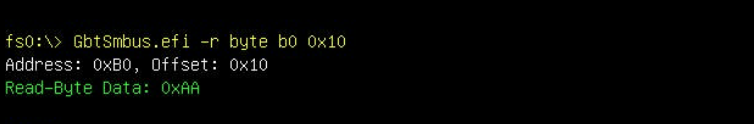 fs0:\> GbtSmbus.efi -r byte b0 0x10
Address: 0xB0, Offset: 0x10
Read-Byte Data: 0xAA